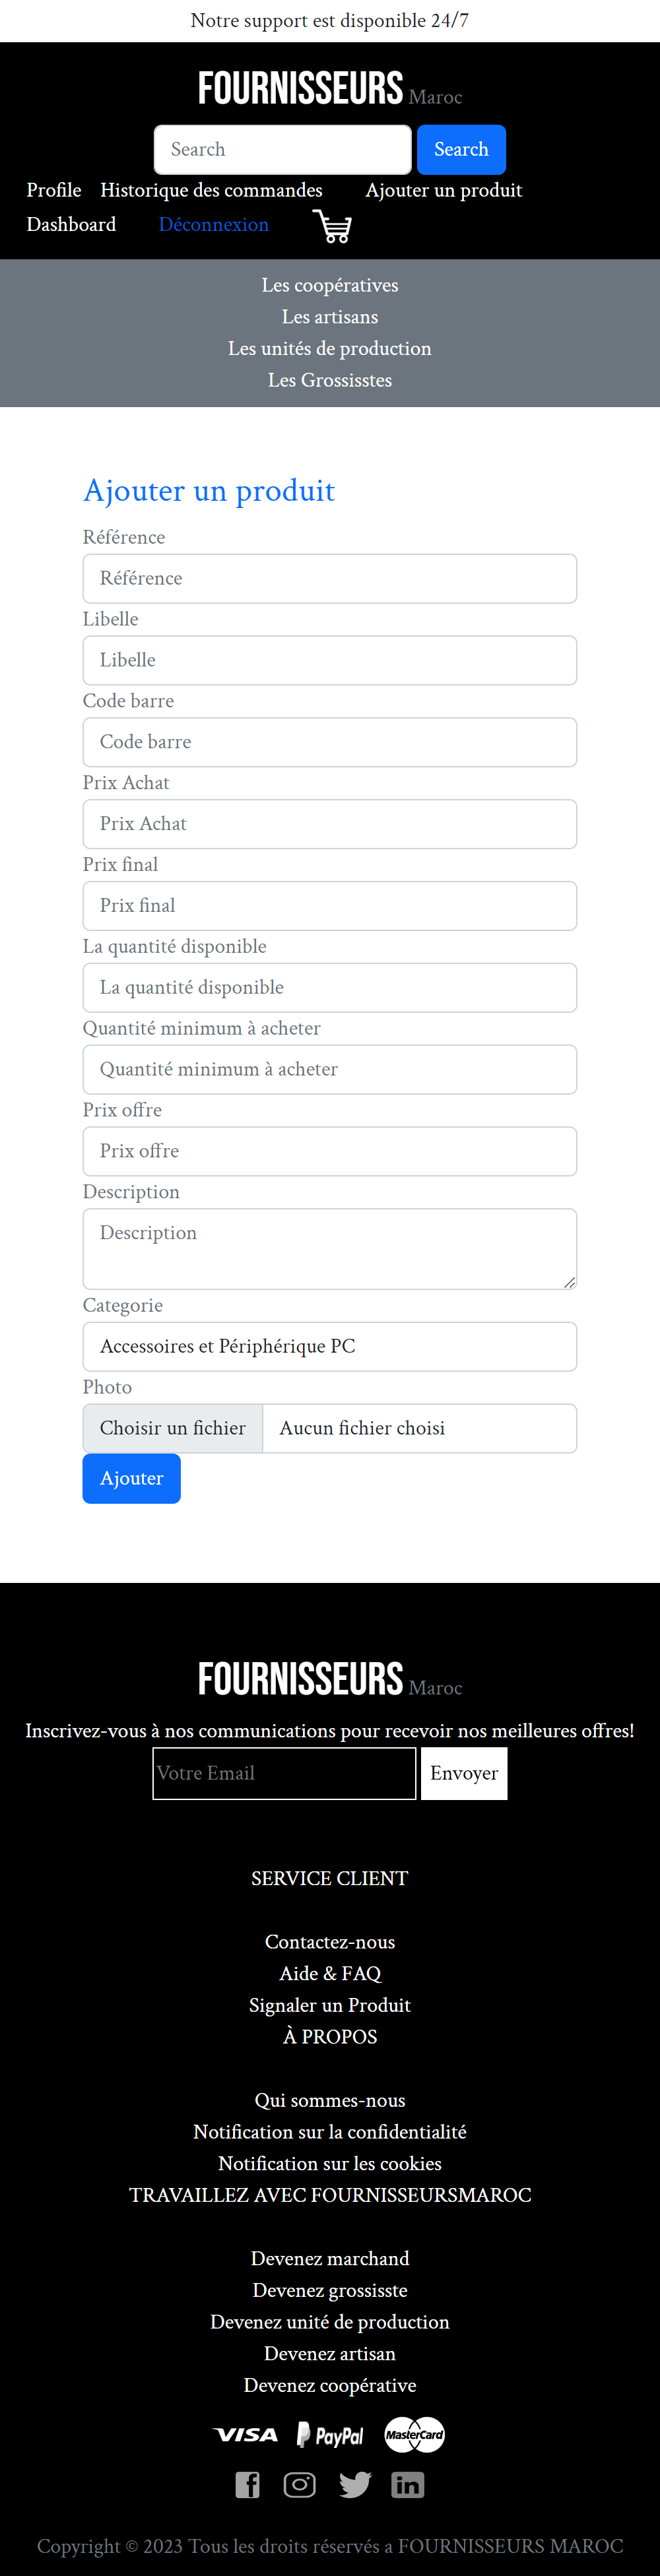 Notre support est disponible 24/7
FOURNISSEURS Maroc
Search Search
Profile Historique des commandes Ajouter un produit
Dashboard Déconnexion
Les coopératives
Les artisans
Les unités de production
Les Grossisstes
Ajouter un produit
Référence
Référence
Libelle
Libelle
Code barre
Code barre
Prix Achat
Prix Achat
Prix final
Prix final
La quantité disponible
La quantité disponible
Quantité minimum à acheter
Quantité minimum à acheter
Prix offre
Prix offre
Description
Description
Categorie
Accessoires et Périphérique PC
Photo
Choisir un fichier Aucun fichier choisi
Ajouter
FOURNISSEURS Maroc
Inscrivez-vous à nos communications pour recevoir nos meilleures offres!
Votre Email Envoyer
SERVICE CLIENT
Contactez-nous
Aide & FAQ
Signaler un Produit
À PROPOS
Qui sommes-nous
Notification sur la confidentialité
Notification sur les cookies
TRAVAILLEZ AVEC FOURNISSEURSMAROC
Devenez marchand
Devenez grossisste
Devenez unité de production
Devenez artisan
Devenez coopérative
VISA PayPal MasterCard
Copyright © 2023 Tous les droits réservés a FOURNISSEURS MAROC